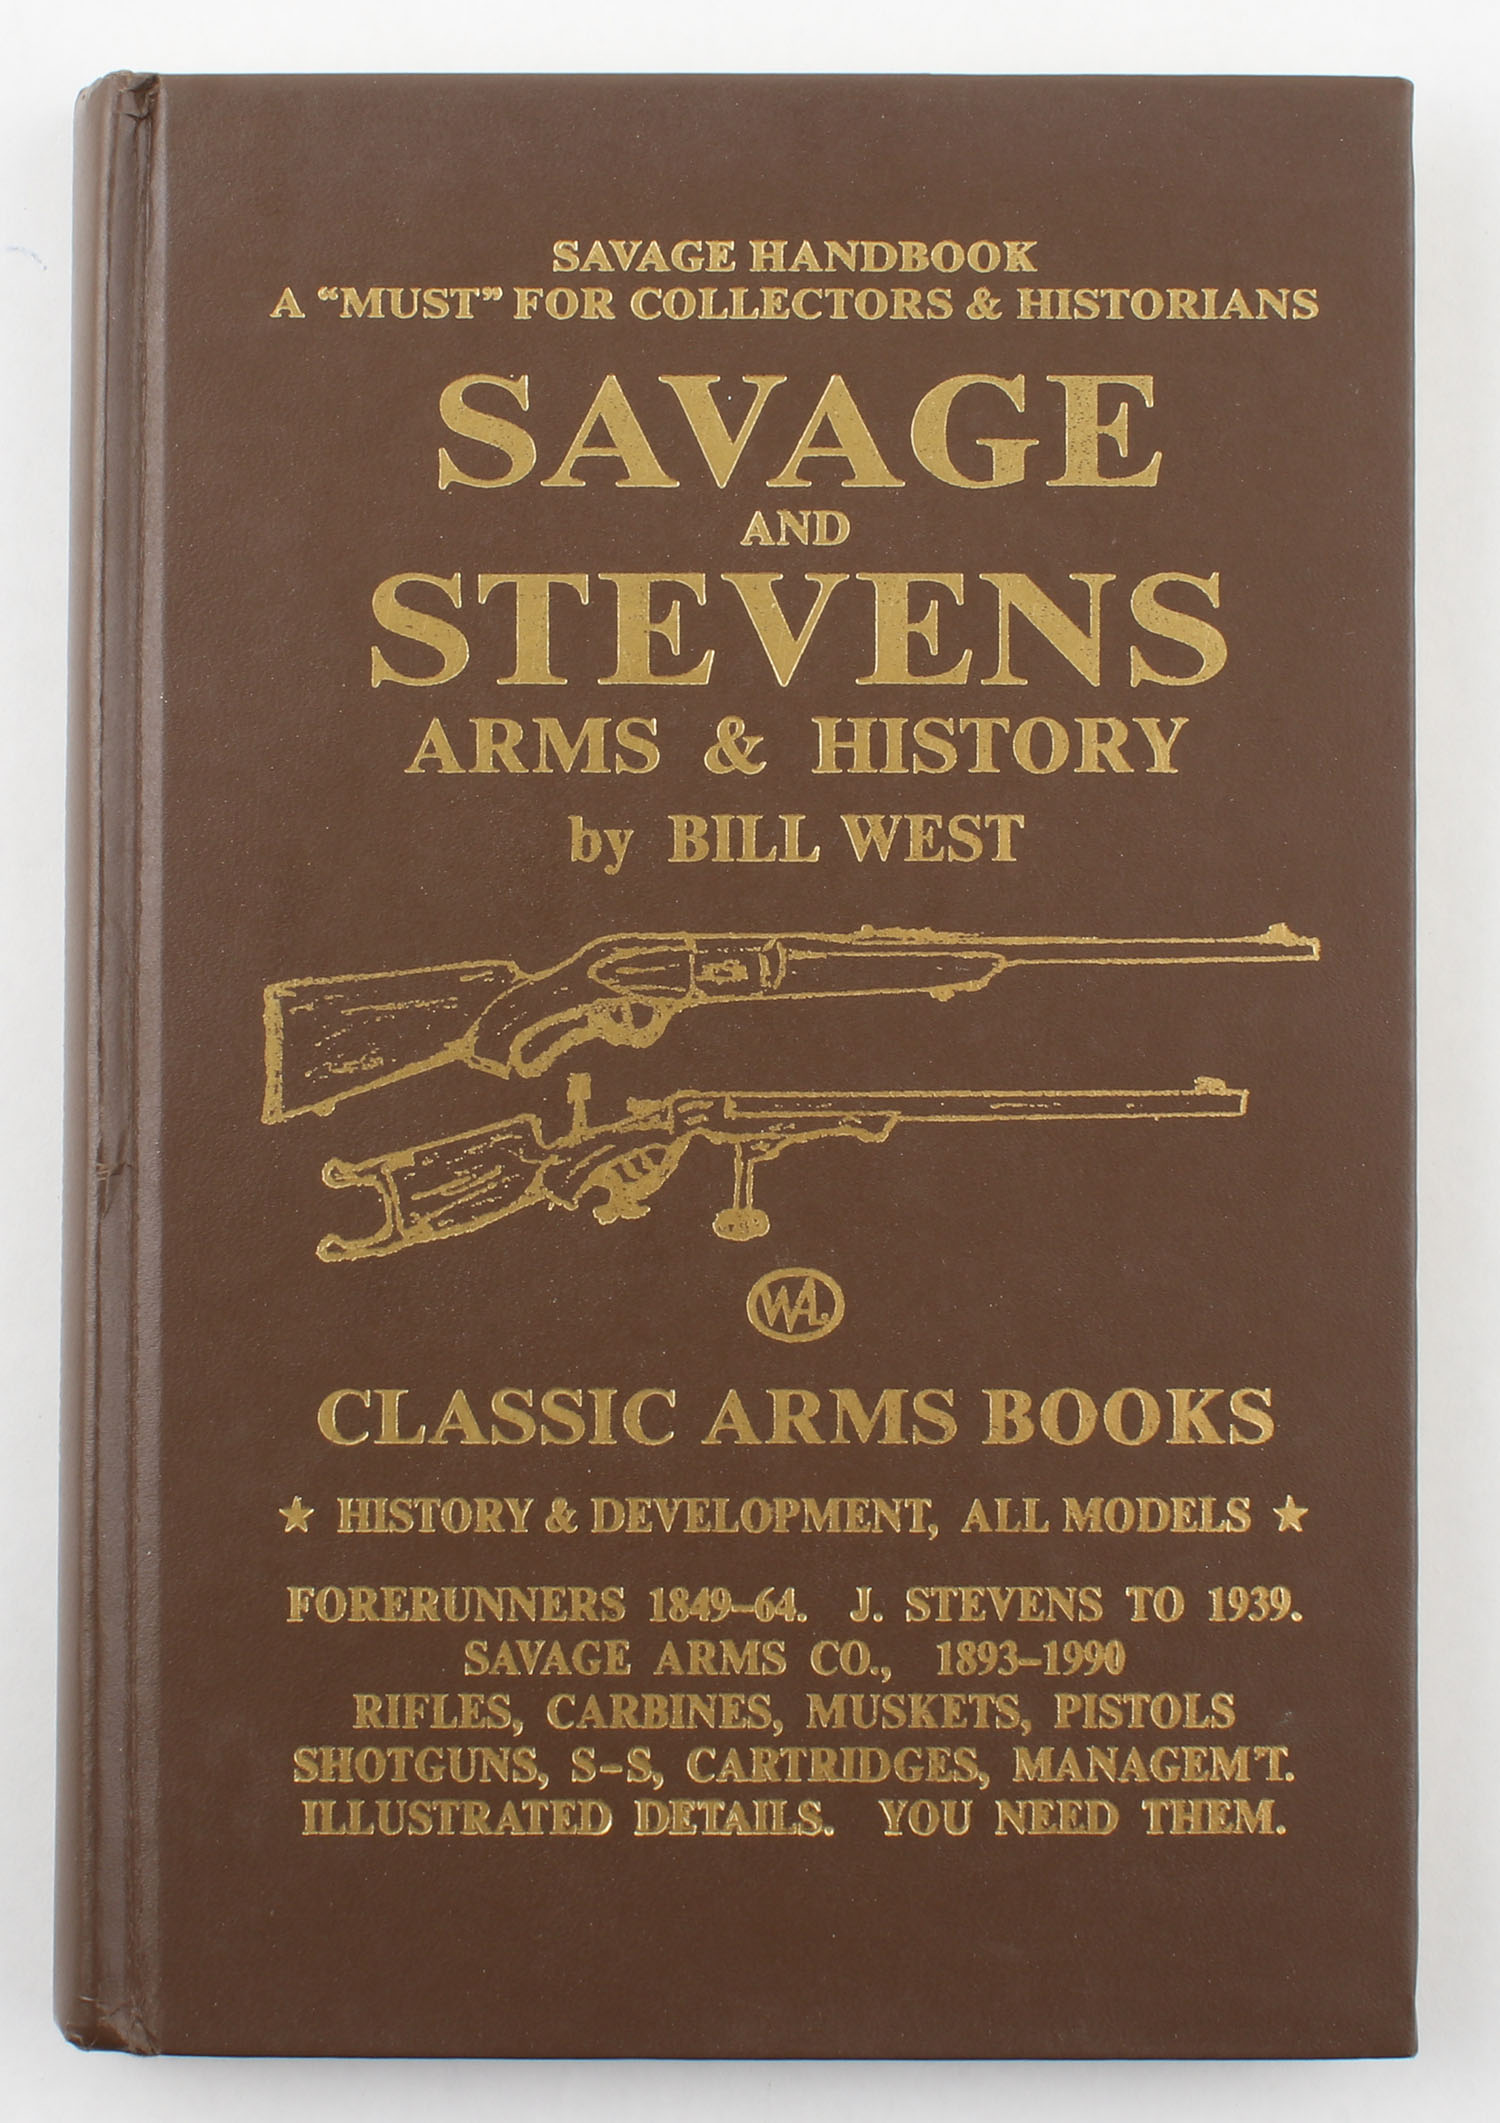 SAVAGE HANDBOOK
A “MUST” FOR COLLECTORS & HISTORIANS
SAVAGE
AND
STEVENS
ARMS & HISTORY
by BILL WEST
WAL.
CLASSIC ARMS BOOKS
★ HISTORY & DEVELOPMENT, ALL MODELS ★
FORERUNNERS 1849–64. J. STEVENS TO 1939.
SAVAGE ARMS CO., 1893–1990
RIFLES, CARBINES, MUSKETS, PISTOLS
SHOTGUNS, S–S, CARTRIDGES, MANAGEM'T.
ILLUSTRATED DETAILS. YOU NEED THEM.